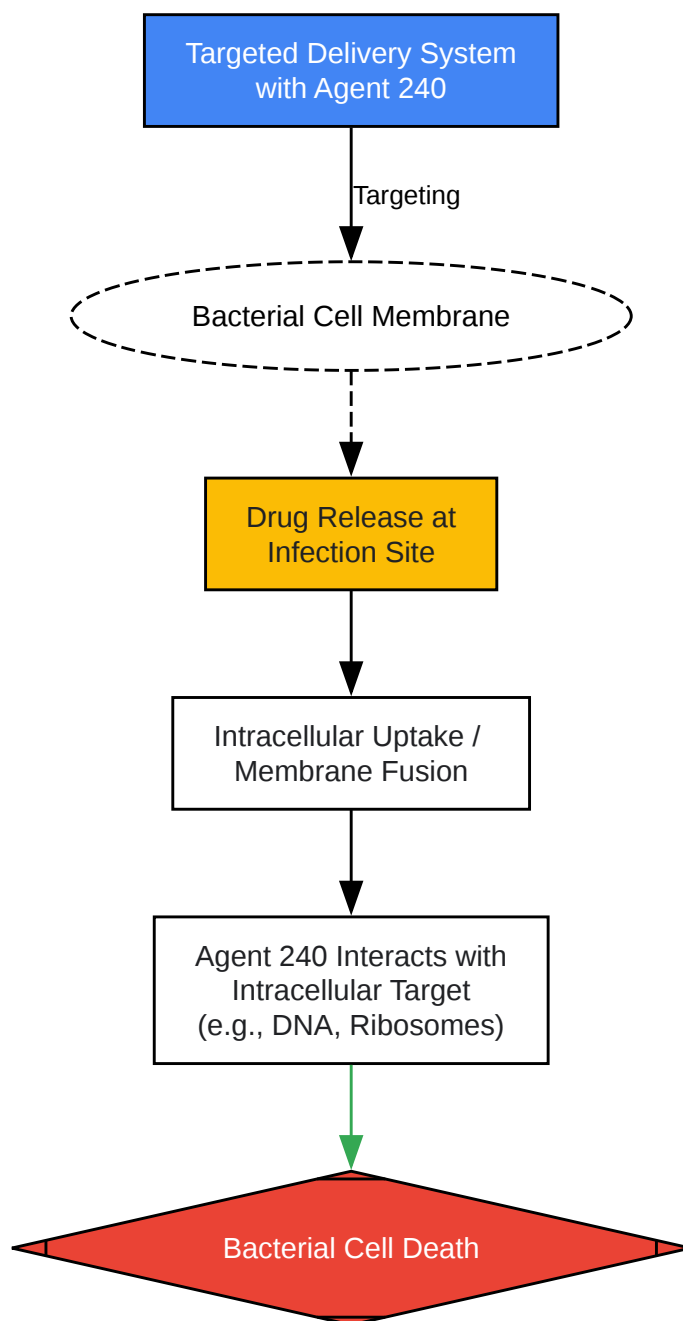 Targeted Delivery System
with Agent 240
Targeting
Bacterial Cell Membrane
Drug Release at
Infection Site
Intracellular Uptake /
Membrane Fusion
Agent 240 Interacts with
Intracellular Target
(e.g., DNA, Ribosomes)
Bacterial Cell Death